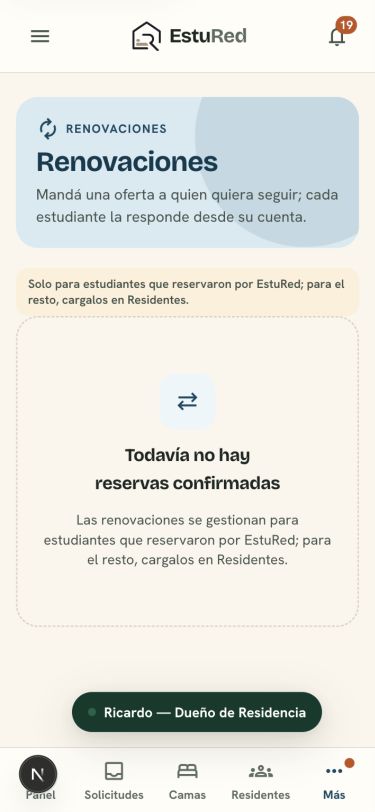 EstuRed
19
RENOVACIONES
Renovaciones
Mandá una oferta a quien quiera seguir; cada
estudiante la responde desde su cuenta.
Solo para estudiantes que reservaron por EstuRed; para el
resto, cargalos en Residentes.
Todavía no hay
reservas confirmadas
Las renovaciones se gestionan para
estudiantes que reservaron por EstuRed; para
el resto, cargalos en Residentes.
Ricardo — Dueño de Residencia
N
Panel
Solicitudes
Camas
Residentes
Más